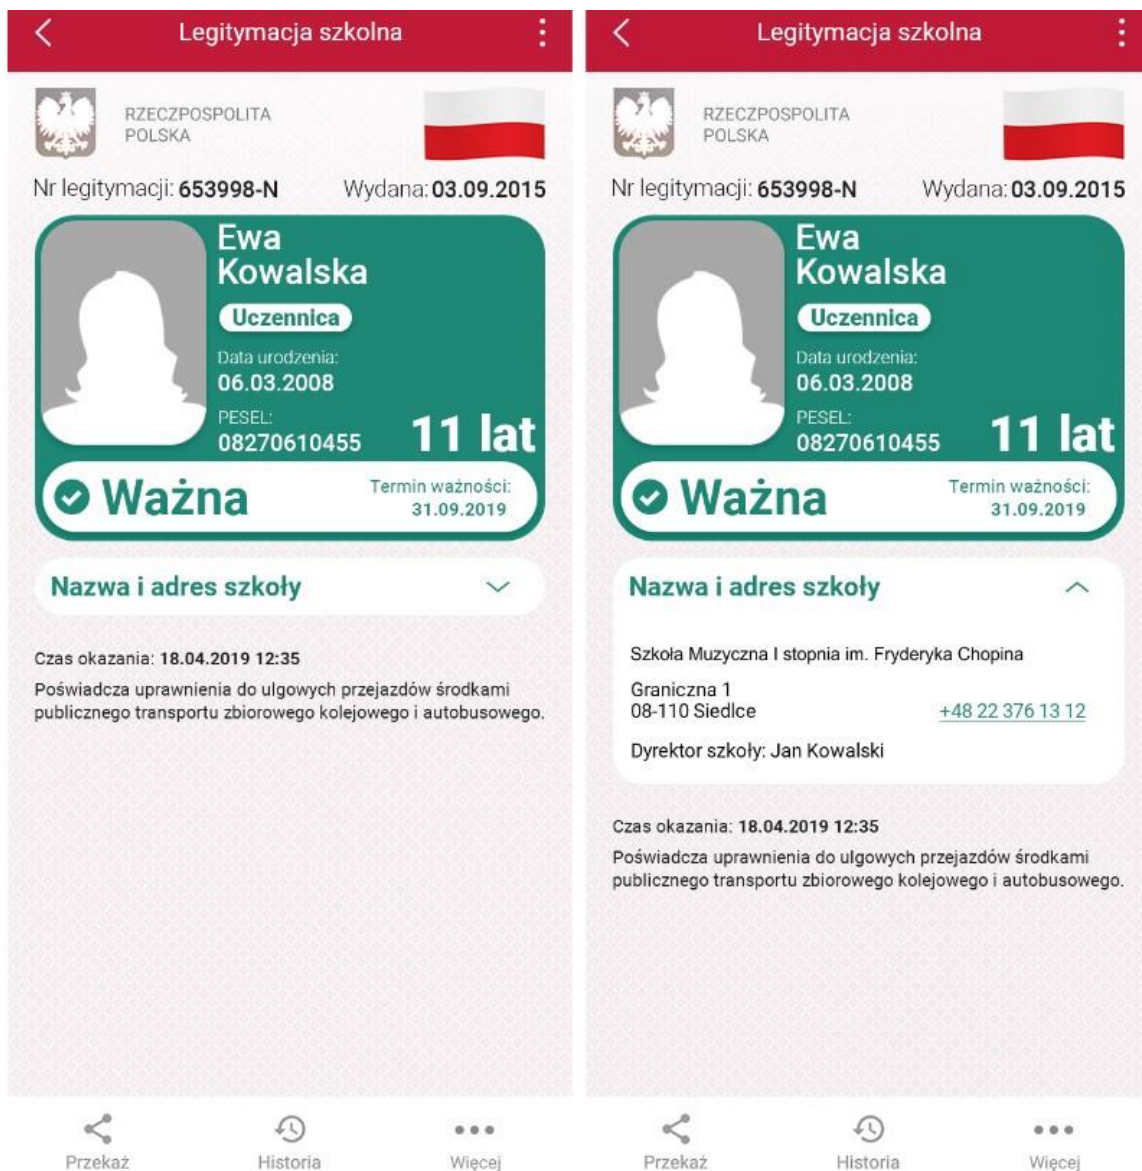 Legitymacja szkolna
RZECZPOSPOLITA
POLSKA
Nr legitymacji: 653998-N Wydana: 03.09.2015
Ewa
Kowalska
Uczennica
Data urodzenia:
06.03.2008
PESEL:
08270610455
11 lat
Ważna
Termin ważności:
31.09.2019
Nazwa i adres szkoły
Czas okazania: 18.04.2019 12:35
Poświadcza uprawnienia do ulgowych przejazdów środkami
publicznego transportu zbiorowego kolejowego i autobusowego.
Przekaż
Historia
Więcej
Legitymacja szkolna
RZECZPOSPOLITA
POLSKA
Nr legitymacji: 653998-N Wydana: 03.09.2015
Ewa
Kowalska
Uczennica
Data urodzenia:
06.03.2008
PESEL:
08270610455
11 lat
Ważna
Termin ważności:
31.09.2019
Nazwa i adres szkoły
Szkoła Muzyczna I stopnia im. Fryderyka Chopina
Graniczna 1
08-110 Siedlce +48 22 376 13 12
Dyrektor szkoły: Jan Kowalski
Czas okazania: 18.04.2019 12:35
Poświadcza uprawnienia do ulgowych przejazdów środkami
publicznego transportu zbiorowego kolejowego i autobusowego.
Przekaż
Historia
Więcej